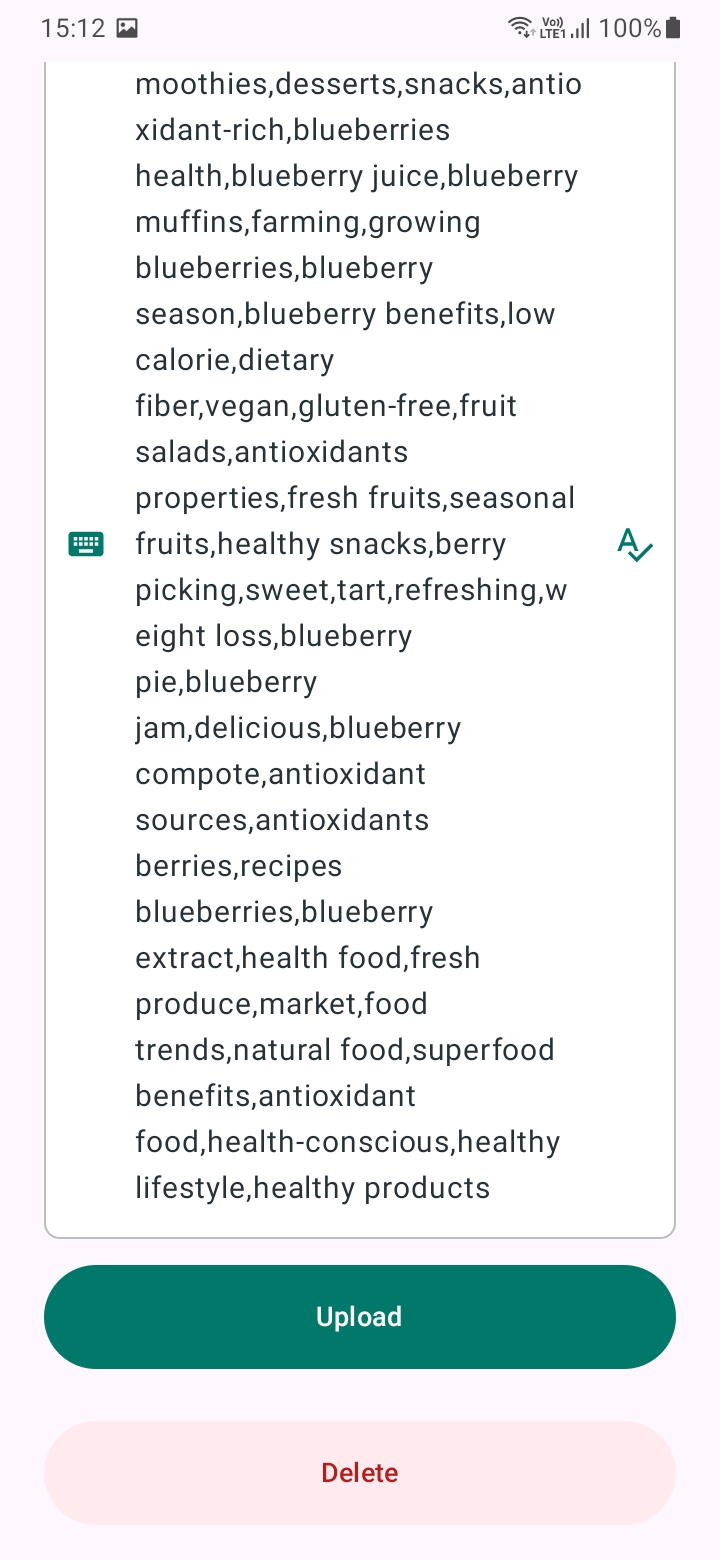 15:12
Vo))
LTE1
100%
moothies,desserts,snacks,antio
xidant-rich,blueberries
health,blueberry juice,blueberry
muffins,farming,growing
blueberries,blueberry
season,blueberry benefits,low
calorie,dietary
fiber,vegan,gluten-free,fruit
salads,antioxidants
properties,fresh fruits,seasonal
fruits,healthy snacks,berry
picking,sweet,tart,refreshing,w
eight loss,blueberry
pie,blueberry
jam,delicious,blueberry
compote,antioxidant
sources,antioxidants
berries,recipes
blueberries,blueberry
extract,health food,fresh
produce,market,food
trends,natural food,superfood
benefits,antioxidant
food,health-conscious,healthy
lifestyle,healthy products
Upload
Delete